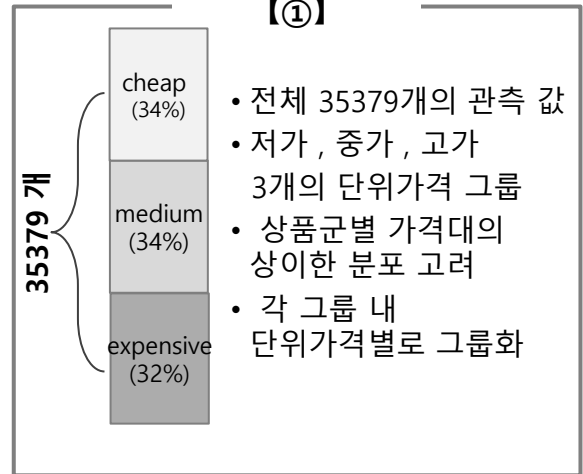 【①】
35379 개
cheap
(34%)
medium
(34%)
expensive
(32%)
• 전체 35379개의 관측 값
• 저가 , 중가 , 고가
3개의 단위가격 그룹
• 상품군별 가격대의
상이한 분포 고려
• 각 그룹 내
단위가격별로 그룹화